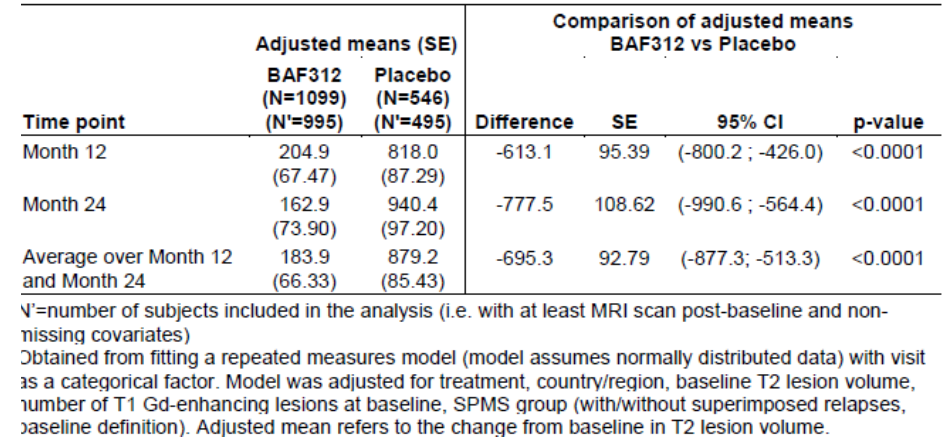 Adjusted means (SE) Comparison of adjusted means
BAF312 vs Placebo
Time point BAF312 (N=1099) (N'=995) Placebo (N=546) (N'=495) Difference SE 95% CI p-value
Month 12 204.9 (67.47) 818.0 (87.29) -613.1 95.39 (-800.2 ; -426.0) <0.0001
Month 24 162.9 (73.90) 940.4 (97.20) -777.5 108.62 (-990.6 ; -564.4) <0.0001
Average over Month 12 and Month 24 183.9 (66.33) 879.2 (85.43) -695.3 92.79 (-877.3; -513.3) <0.0001
N'=number of subjects included in the analysis (i.e. with at least MRI scan post-baseline and non-
missing covariates)
Obtained from fitting a repeated measures model (model assumes normally distributed data) with visit
as a categorical factor. Model was adjusted for treatment, country/region, baseline T2 lesion volume,
number of T1 Gd-enhancing lesions at baseline, SPMS group (with/without superimposed relapses,
baseline definition). Adjusted mean refers to the change from baseline in T2 lesion volume.